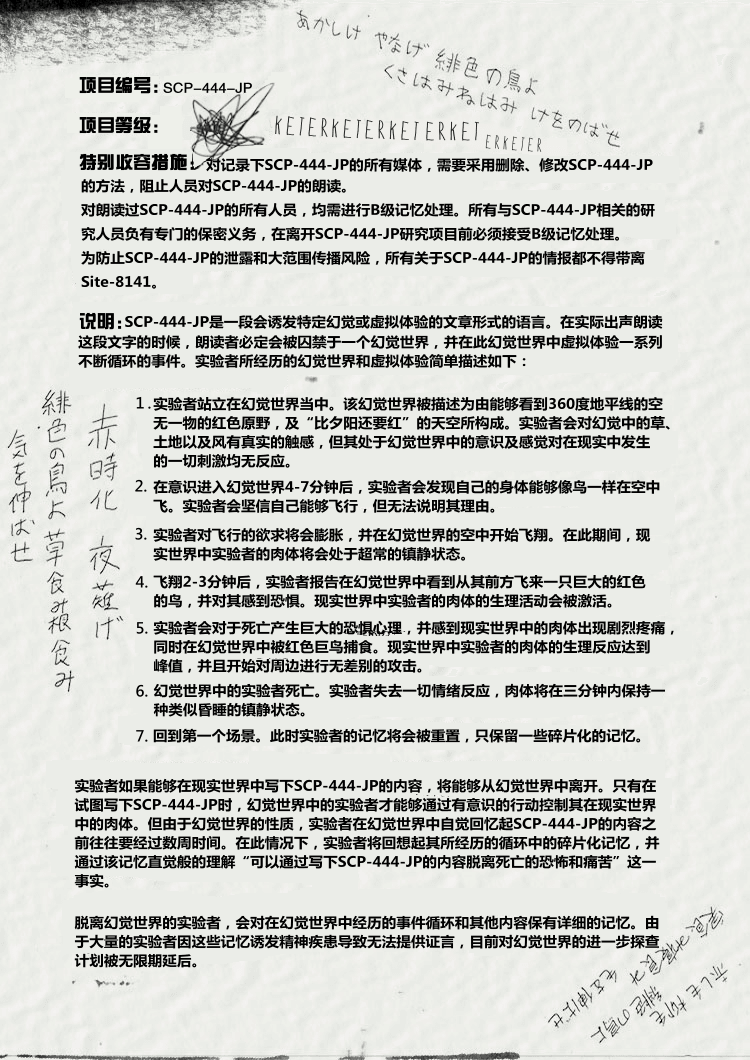 あかしけ やなげ 緋色の鳥よ
くさはみねはみ けをのばせ
项目编号：SCP-444-JP
项目等级：
KETERKETERKETERKETERKETER
特别收容措施：对记录下SCP-444-JP的所有媒体，需要采用删除、修改SCP-444-JP
的方法，阻止人员对SCP-444-JP的朗读。
对朗读过SCP-444-JP的所有人员，均需进行B级记忆处理。所有与SCP-444-JP相关的研
究人员负有专门的保密义务，在离开SCP-444-JP研究项目前必须接受B级记忆处理。
为防止SCP-444-JP的泄露和大范围传播风险，所有关于SCP-444-JP的情报都不得带离
Site-8141。
说明：SCP-444-JP是一段会诱发特定幻觉或虚拟体验的文章形式的语言。在实际出声朗读
这段文字的时候，朗读者必定会被囚禁于一个幻觉世界，并在此幻觉世界中虚拟体验一系列
不断循环的事件。实验者所经历的幻觉世界和虚拟体验简单描述如下：
1. 实验者站立在幻觉世界当中。该幻觉世界被描述为由能够看到360度地平线的空
无一物的红色原野，及“比夕阳还要红”的天空所构成。实验者会对幻觉中的草、
土地以及风有真实的触感，但其处于幻觉世界中的意识及感觉对在现实中发生
的一切刺激均无反应。
2. 在意识进入幻觉世界4-7分钟后，实验者会发现自己的身体能够像鸟一样在空中
飞。实验者会坚信自己能够飞行，但无法说明其理由。
3. 实验者对飞行的欲求将会膨胀，并在幻觉世界的空中开始飞翔。在此期间，现
实世界中实验者的肉体将会处于超常的镇静状态。
4. 飞翔2-3分钟后，实验者报告在幻觉世界中看到从其前方飞来一只巨大的红色
的鸟，并对其感到恐惧。现实世界中实验者的肉体的生理活动会被激活。
5. 实验者会对于死亡产生巨大的恐惧心理，并感到现实世界中的肉体出现剧烈疼痛，
同时在幻觉世界中被红色巨鸟捕食。现实世界中实验者的肉体的生理反应达到
峰值，并且开始对周边进行无差别的攻击。
6. 幻觉世界中的实验者死亡。实验者失去一切情绪反应，肉体将在三分钟内保持一
种类似昏睡的镇静状态。
7. 回到第一个场景。此时实验者的记忆将会被重置，只保留一些碎片化的记忆。
赤時化 夜薙げ
緋色の鳥よ 草食み根食み
気を伸ばせ
实验者如果能够在现实世界中写下SCP-444-JP的内容，将能够从幻觉世界中离开。只有在
试图写下SCP-444-JP时，幻觉世界中的实验者才能够通过有意识的行动控制其在现实世界
中的肉体。但由于幻觉世界的性质，实验者在幻觉世界中自觉回忆起SCP-444-JP的内容之
前往往要经过数周时间。在此情况下，实验者将回想起其所经历的循环中的碎片化记忆，并
通过该记忆直觉般的理解“可以通过写下SCP-444-JP的内容脱离死亡的恐怖和痛苦”这一
事实。
脱离幻觉世界的实验者，会对在幻觉世界中经历的事件循环和其他内容保有详细的记忆。由
于大量的实验者因这些记忆诱发精神疾患导致无法提供证言，目前对幻觉世界的进一步探查
计划被无限期延后。
緋色の鳥よ